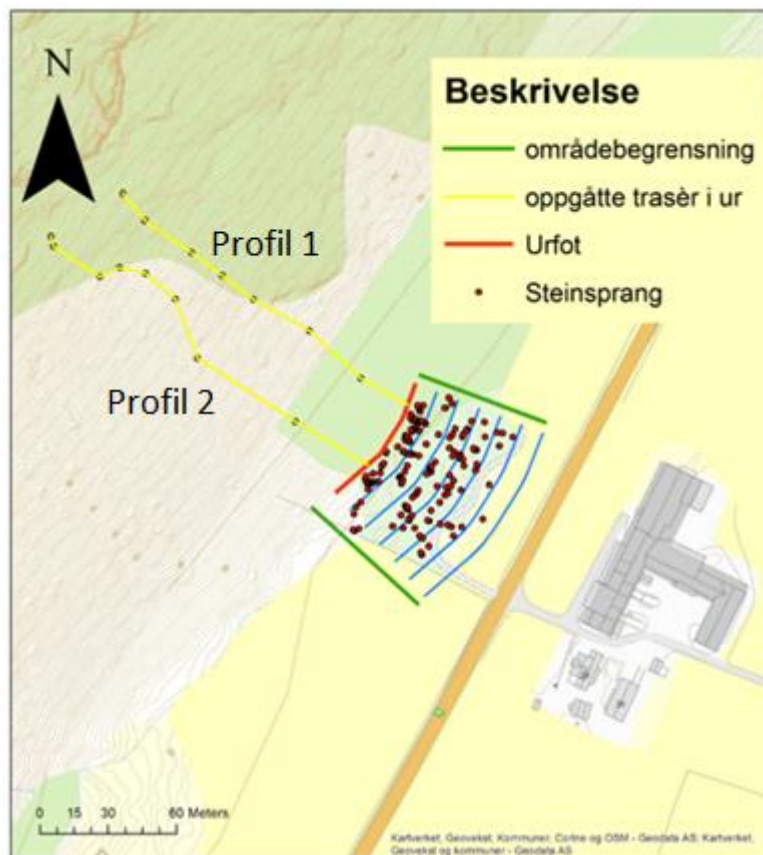 N
Beskrivelse
områdebegrensning
oppgåtte trasèr i ur
Urfot
Steinsprang
Profil 1
Profil 2
0 15 30 60 Meters
Kartverket, Geovekst, Kommuner, Corine og OSM - Geodata AS; Kartverket,
Geovekst og kommuner - Geodata AS